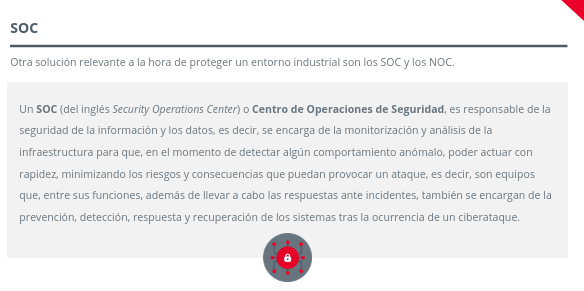 SOC
Otra solución relevante a la hora de proteger un entorno industrial son los SOC y los NOC.
Un SOC (del inglés Security Operations Center) o Centro de Operaciones de Seguridad, es responsable de la
seguridad de la información y los datos, es decir, se encarga de la monitorización y análisis de la
infraestructura para que, en el momento de detectar algún comportamiento anómalo, poder actuar con
rapidez, minimizando los riesgos y consecuencias que puedan provocar un ataque, es decir, son equipos
que, entre sus funciones, además de llevar a cabo las respuestas ante incidentes, también se encargan de la
prevención, detección, respuesta y recuperación de los sistemas tras la ocurrencia de un ciberataque.